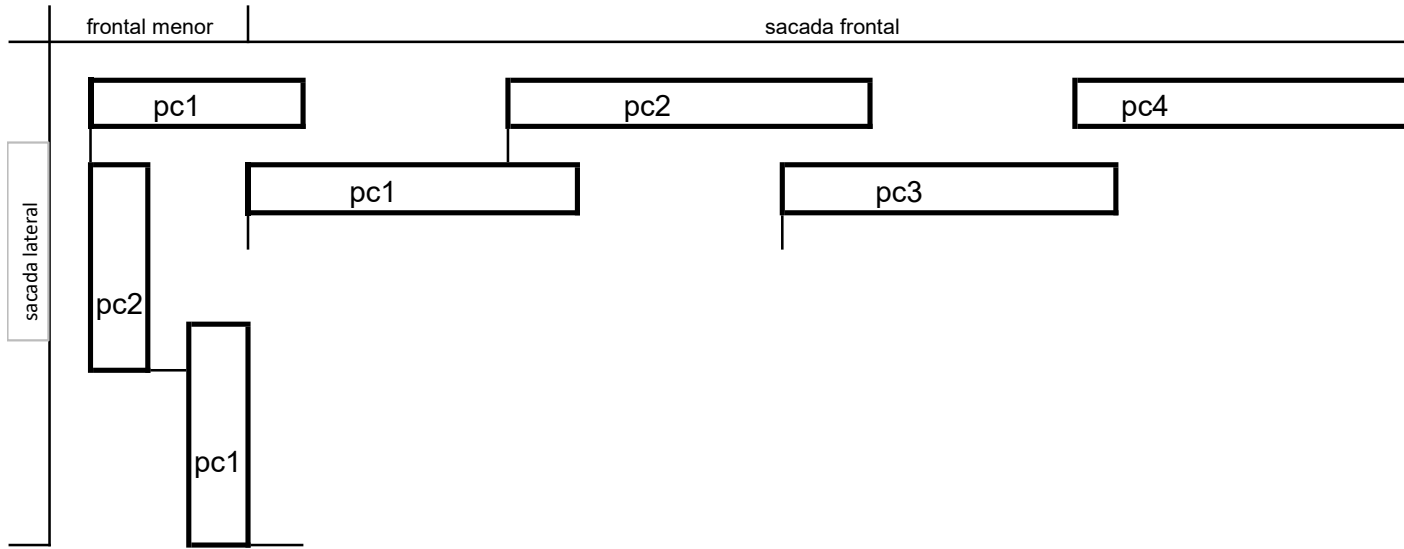 frontal menor
sacada frontal
pc1
pc2
pc4
pc1
pc3
sacada lateral
pc2
pc1